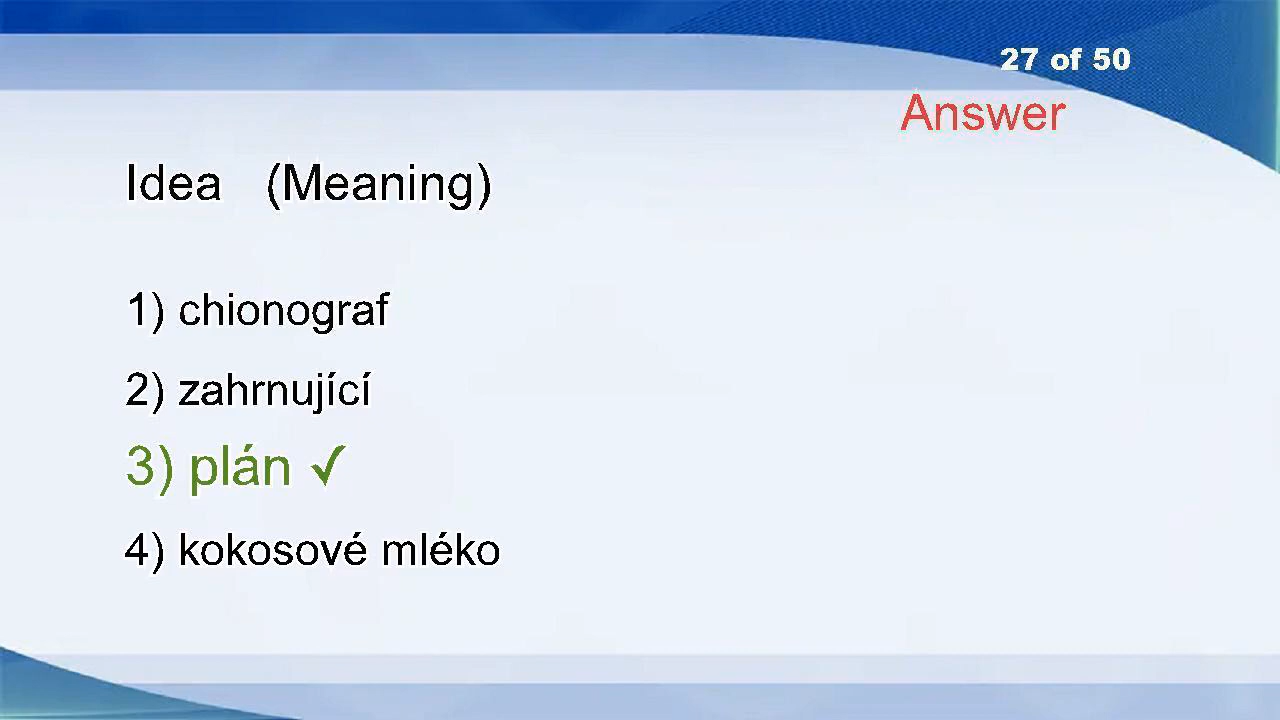 27 of 50
Answer
Idea (Meaning)
1) chionograf
2) zahrnující
3) plán ✓
4) kokosové mléko